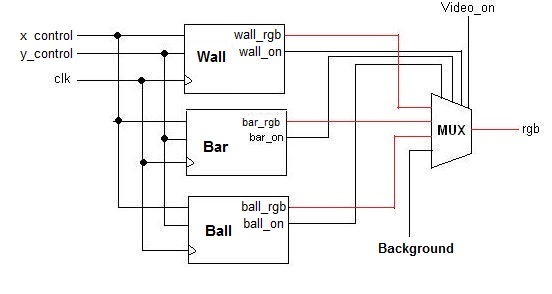 Video_on
x_control
y_control
clk
Wall
wall_rgb
wall_on
Bar
bar_rgb
bar_on
MUX
rgb
Ball
ball_rgb
ball_on
Background